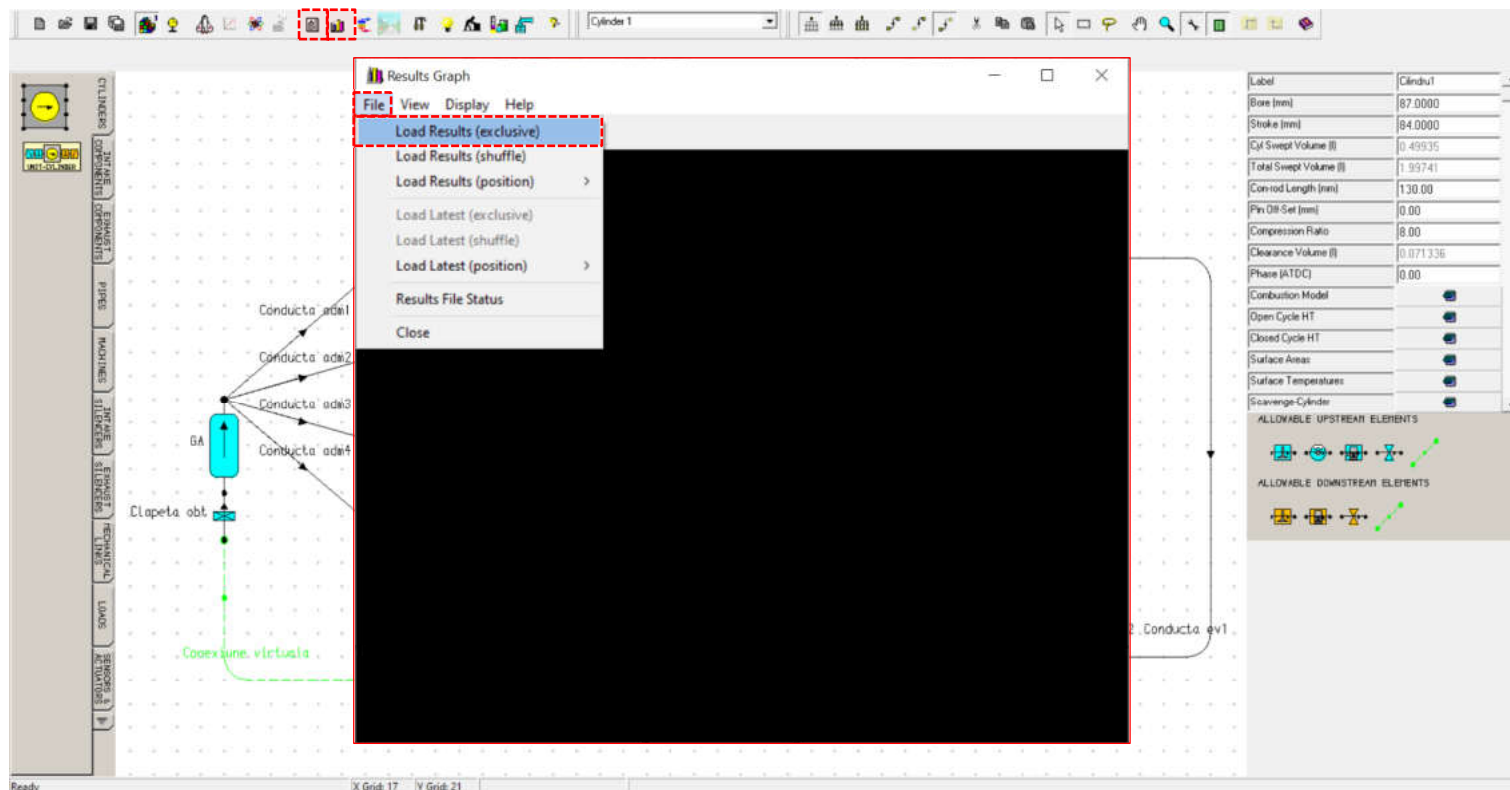 Cylinder 1
CYLINDERS
INTAKE COMPONENTS
EXHAUST COMPONENTS
PIPES
MACHINES
INTAKE SILENCERS
EXHAUST SILENCERS
MECHANICAL LINKS
LOADS
SENSORS & ACTUATORS
UNIT-CYLINDER
Results Graph
File View Display Help
Load Results (exclusive)
Load Results (shuffle)
Load Results (position)
Load Latest (exclusive)
Load Latest (shuffle)
Load Latest (position)
Results File Status
Close
Conducta adm1
Conducta adm2
Conducta adm3
Conducta adm4
GA
Clapeta obt
Conexiune virtuala
2
Conducta ev1
Label Cilindru1
Bore (mm) 87.0000
Stroke (mm) 84.0000
Cyl Swept Volume (l) 0.49935
Total Swept Volume (l) 1.99741
Con-rod Length (mm) 130.00
Pin Off-Set (mm) 0.00
Compression Ratio 8.00
Clearance Volume (l) 0.071336
Phase (ATDC) 0.00
Combustion Model
Open Cycle HT
Closed Cycle HT
Surface Areas
Surface Temperatures
Scavenge-Cylinder
ALLOWABLE UPSTREAM ELEMENTS
ALLOWABLE DOWNSTREAM ELEMENTS
Ready X Grid: 17 Y Grid: 21